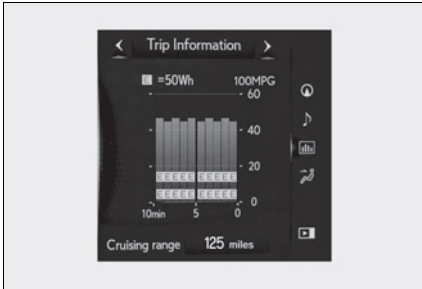 Trip Information
E =50Wh 100MPG
60
40
20
0
E E E E E E E E E E
E E E E E E E E E E
10min 5 0
Cruising range 125 miles